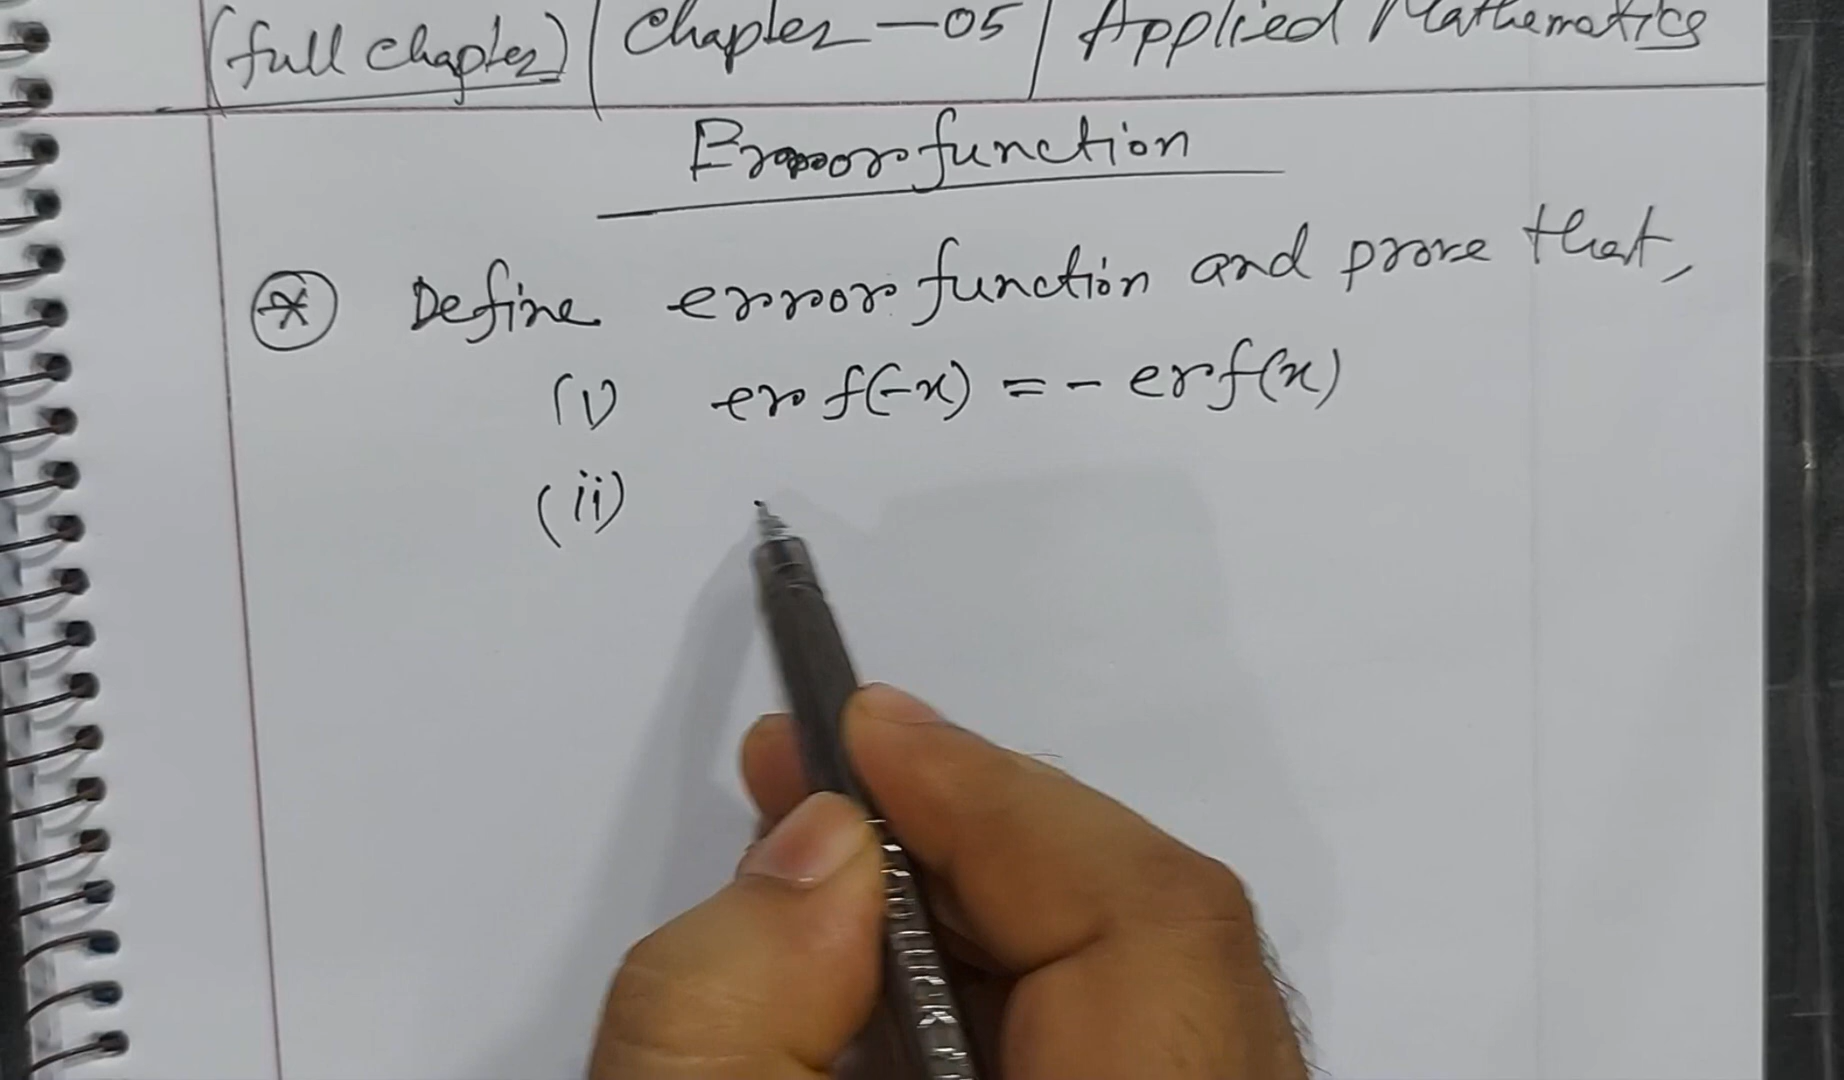 (full Chapter) / Chapter-05 / Applied Mathematics
Error function
* Define error function and prove that,
(i) erf(-x) = - erf(x)
(ii)